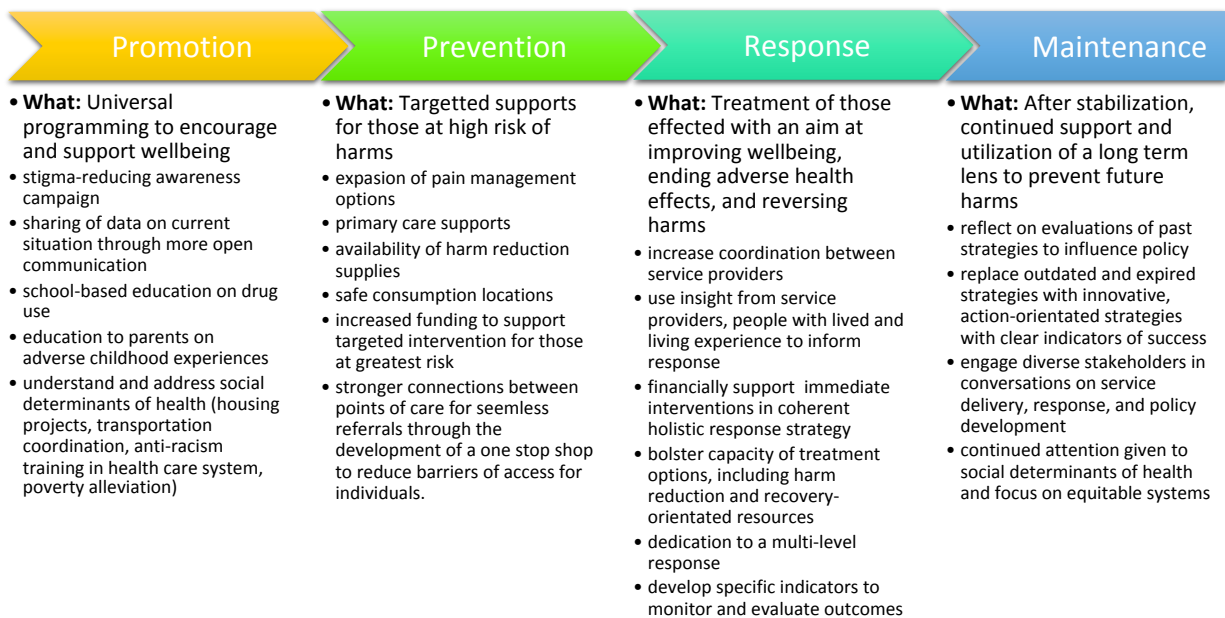 Promotion
• What: Universal
programming to encourage
and support wellbeing
• stigma-reducing awareness
campaign
• sharing of data on current
situation through more open
communication
• school-based education on drug
use
• education to parents on
adverse childhood experiences
• understand and address social
determinants of health (housing
projects, transportation
coordination, anti-racism
training in health care system,
poverty alleviation)
Prevention
• What: Targetted supports
for those at high risk of
harms
• expasion of pain management
options
• primary care supports
• availability of harm reduction
supplies
• safe consumption locations
• increased funding to support
targeted intervention for those
at greatest risk
• stronger connections between
points of care for seemless
referrals through the
development of a one stop shop
to reduce barriers of access for
individuals.
Response
• What: Treatment of those
effected with an aim at
improving wellbeing,
ending adverse health
effects, and reversing
harms
• increase coordination between
service providers
• use insight from service
providers, people with lived and
living experience to inform
response
• financially support immediate
interventions in coherent
holistic response strategy
• bolster capacity of treatment
options, including harm
reduction and recovery-
orientated resources
• dedication to a multi-level
response
• develop specific indicators to
monitor and evaluate outcomes
Maintenance
• What: After stabilization,
continued support and
utilization of a long term
lens to prevent future
harms
• reflect on evaluations of past
strategies to influence policy
• replace outdated and expired
strategies with innovative,
action-orientated strategies
with clear indicators of success
• engage diverse stakeholders in
conversations on service
delivery, response, and policy
development
• continued attention given to
social determinants of health
and focus on equitable systems